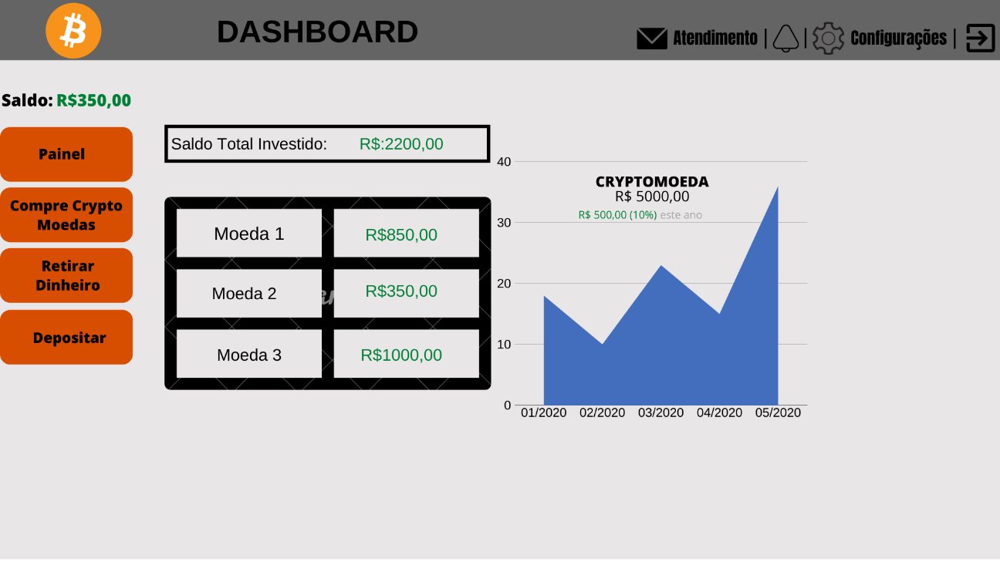 DASHBOARD
Atendimento | | Configurações |
Saldo: R$350,00
Painel
Compre Crypto
Moedas
Retirar
Dinheiro
Depositar
Saldo Total Investido: R$:2200,00
Moeda 1 R$850,00
Moeda 2 R$350,00
Moeda 3 R$1000,00
CRYPTOMOEDA
R$ 5000,00
R$ 500,00 (10%) este ano
40
30
20
10
0
01/2020 02/2020 03/2020 04/2020 05/2020